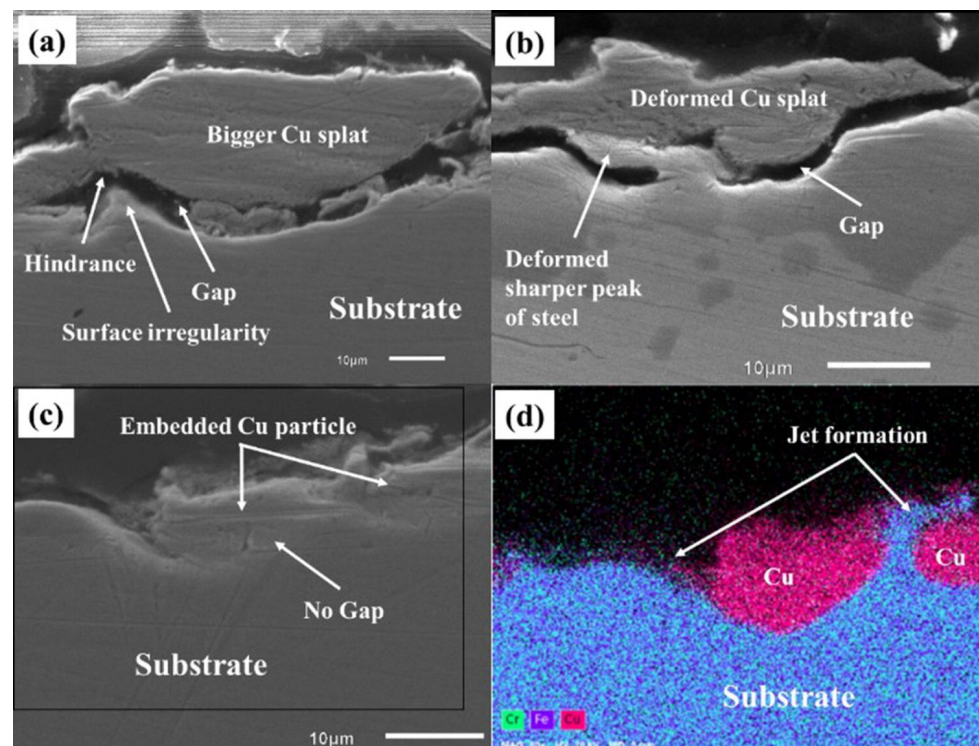 (a)
Bigger Cu splat
Hindrance
Gap
Surface irregularity
Substrate
10μm
(b)
Deformed Cu splat
Gap
Deformed
sharper peak
of steel
Substrate
10μm
(c)
Embedded Cu particle
No Gap
Substrate
10μm
(d)
Jet formation
Cu
Cu
Substrate
Cr Fe Cu